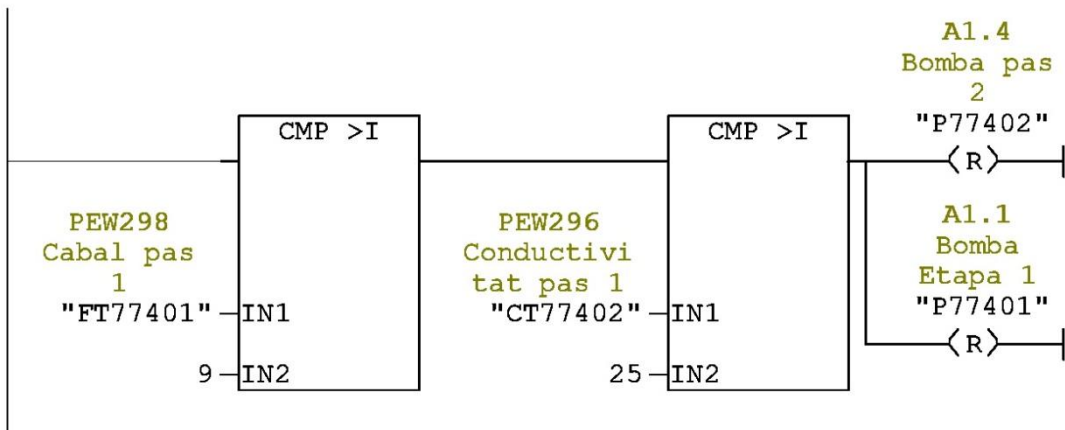 A1.4
Bomba pas
2
"P77402"
CMP >I
CMP >I
(R)
PEW298
Cabal pas
1
"FT77401"
IN1
PEW296
Conductivi
tat pas 1
"CT77402"
IN1
A1.1
Bomba
Etapa 1
"P77401"
(R)
9
IN2
25
IN2